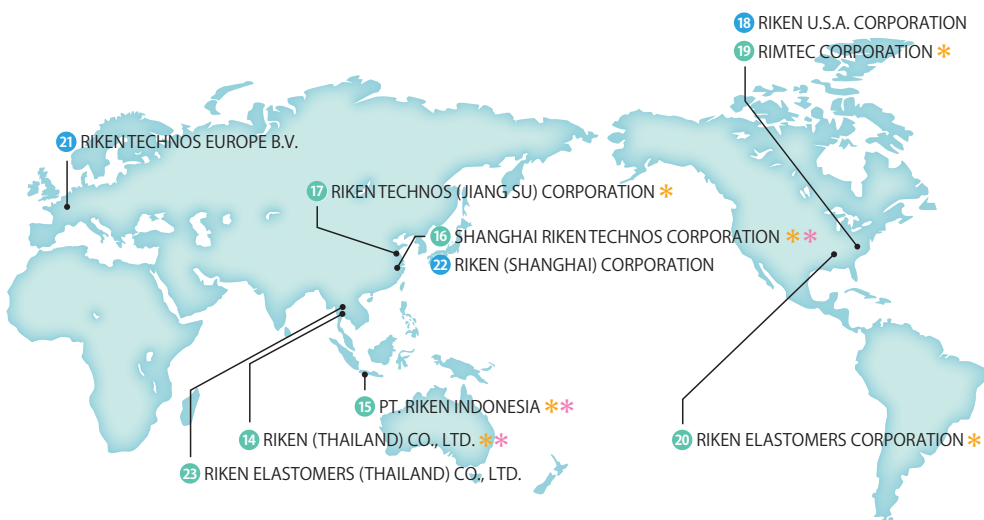 18 RIKEN U.S.A. CORPORATION
19 RIMTEC CORPORATION *
21 RIKEN TECHNOS EUROPE B.V.
17 RIKEN TECHNOS (JIANG SU) CORPORATION *
16 SHANGHAI RIKEN TECHNOS CORPORATION * *
22 RIKEN (SHANGHAI) CORPORATION
15 PT. RIKEN INDONESIA **
14 RIKEN (THAILAND) CO., LTD. **
20 RIKEN ELASTOMERS CORPORATION *
23 RIKEN ELASTOMERS (THAILAND) CO., LTD.